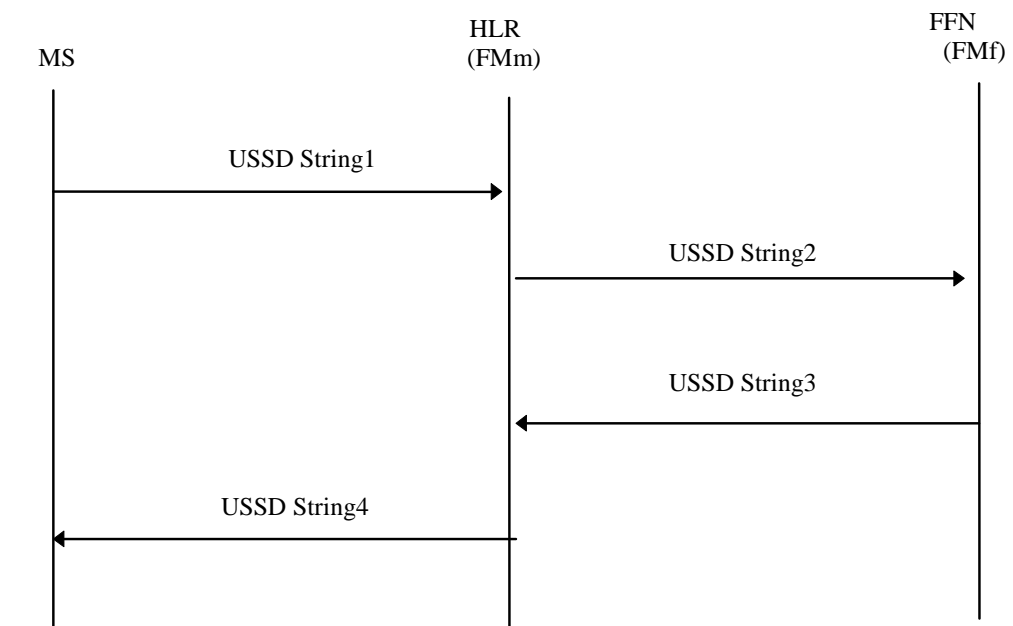 MS
HLR
(FMm)
FFN
(FMf)
USSD String1
USSD String2
USSD String3
USSD String4